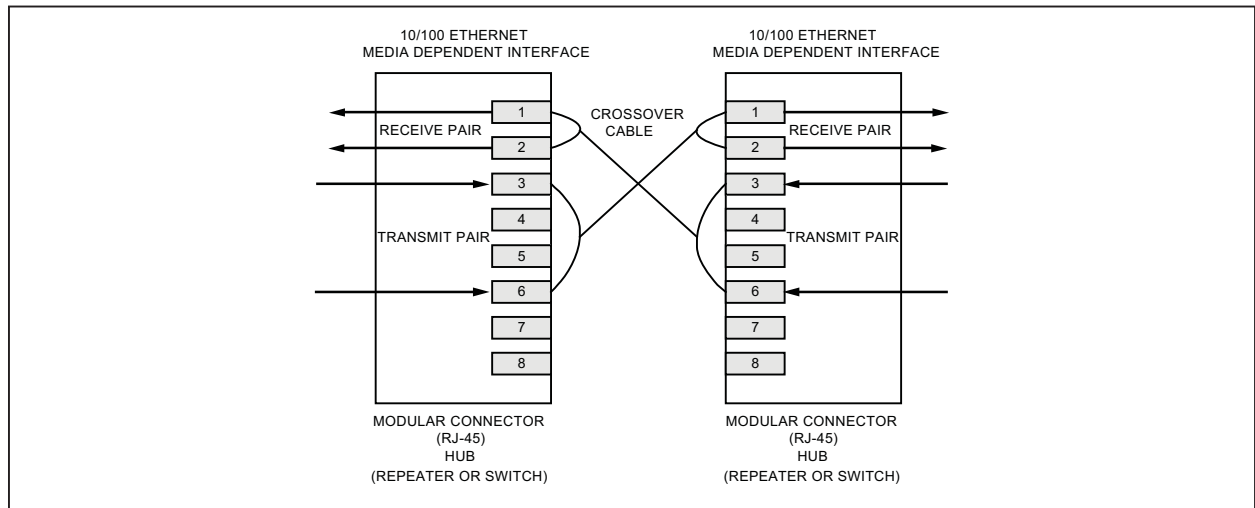 10/100 ETHERNET
MEDIA DEPENDENT INTERFACE
10/100 ETHERNET
MEDIA DEPENDENT INTERFACE
1
RECEIVE PAIR
2
3
4
TRANSMIT PAIR
5
6
7
8
CROSSOVER
CABLE
1
RECEIVE PAIR
2
3
4
TRANSMIT PAIR
5
6
7
8
MODULAR CONNECTOR
(RJ-45)
HUB
(REPEATER OR SWITCH)
MODULAR CONNECTOR
(RJ-45)
HUB
(REPEATER OR SWITCH)